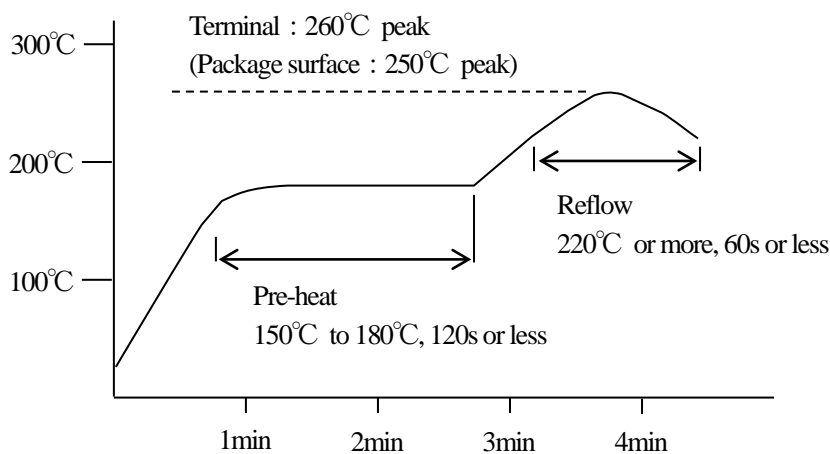 Terminal：260℃ peak
(Package surface：250℃ peak)
300℃
200℃
100℃
Reflow
220℃ or more, 60s or less
Pre-heat
150℃ to 180℃, 120s or less
1min
2min
3min
4min